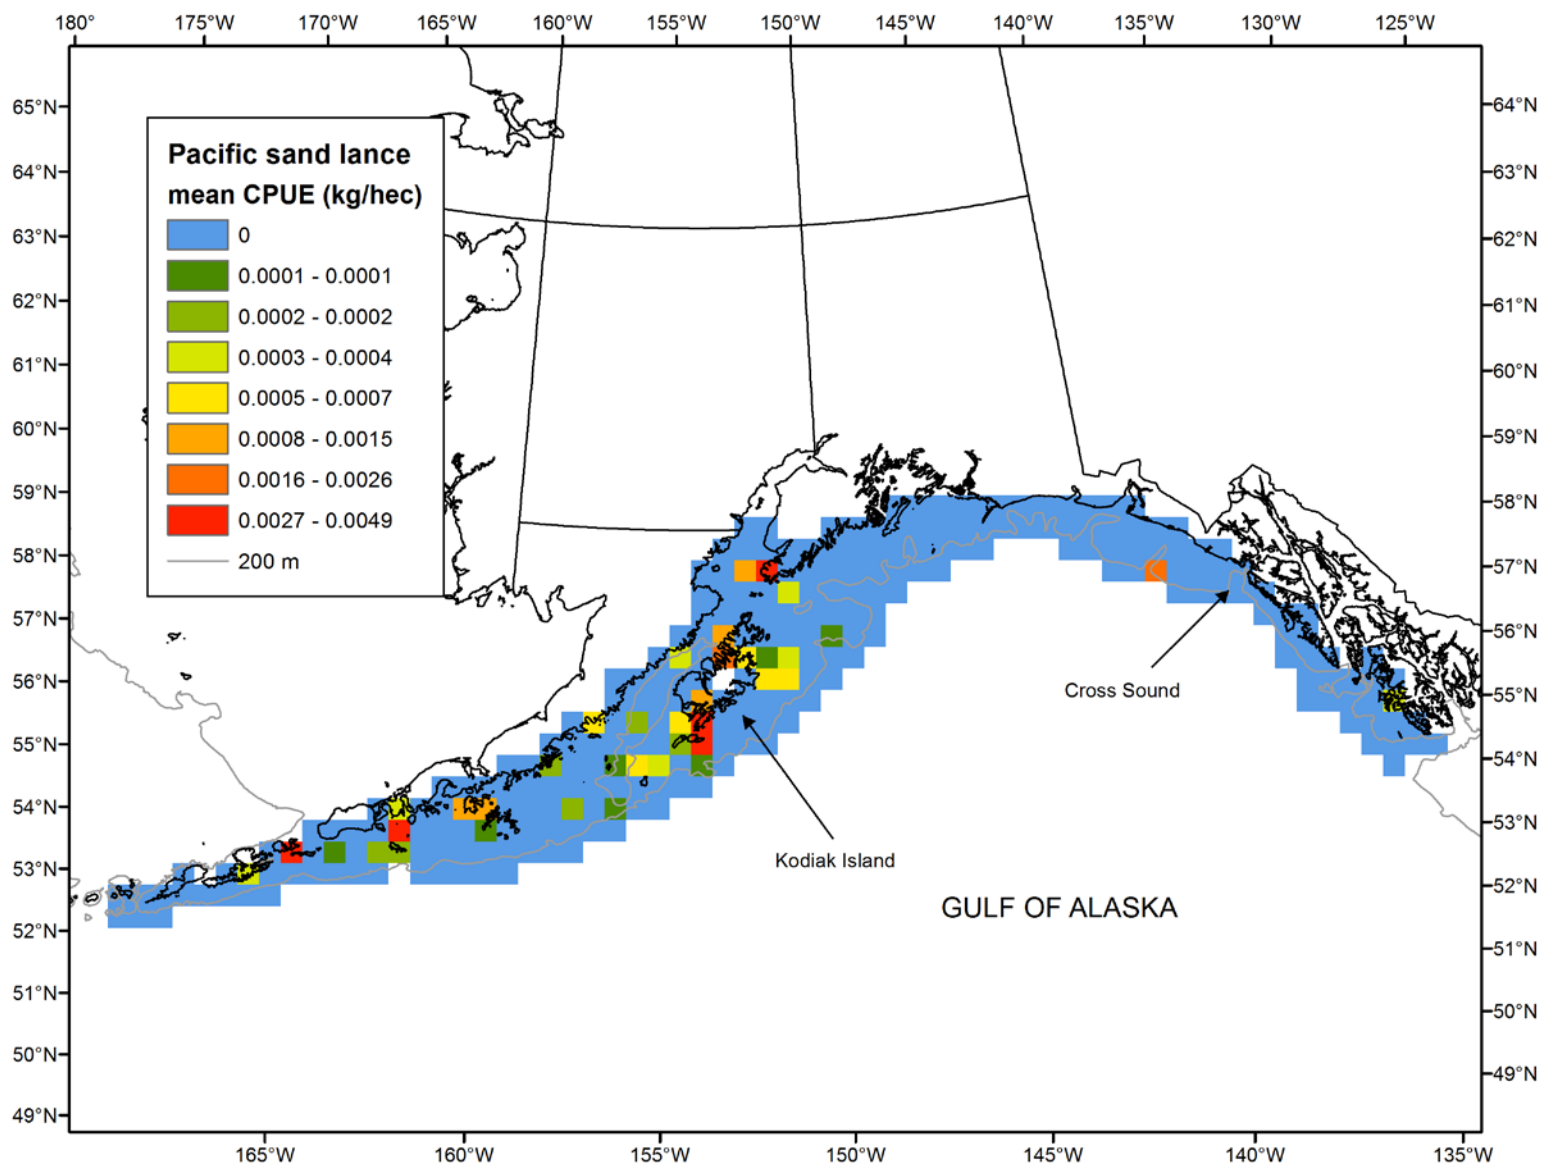 180° 175°W 170°W 165°W 160°W 155°W 150°W 145°W 140°W 135°W 130°W 125°W
65°N
64°N
63°N
62°N
61°N
60°N
59°N
58°N
57°N
56°N
55°N
54°N
53°N
52°N
51°N
50°N
49°N
Pacific sand lance
mean CPUE (kg/hec)
0
0.0001 - 0.0001
0.0002 - 0.0002
0.0003 - 0.0004
0.0005 - 0.0007
0.0008 - 0.0015
0.0016 - 0.0026
0.0027 - 0.0049
200 m
Cross Sound
Kodiak Island
GULF OF ALASKA
64°N
63°N
62°N
61°N
60°N
59°N
58°N
57°N
56°N
55°N
54°N
53°N
52°N
51°N
50°N
49°N
165°W 160°W 155°W 150°W 145°W 140°W 135°W